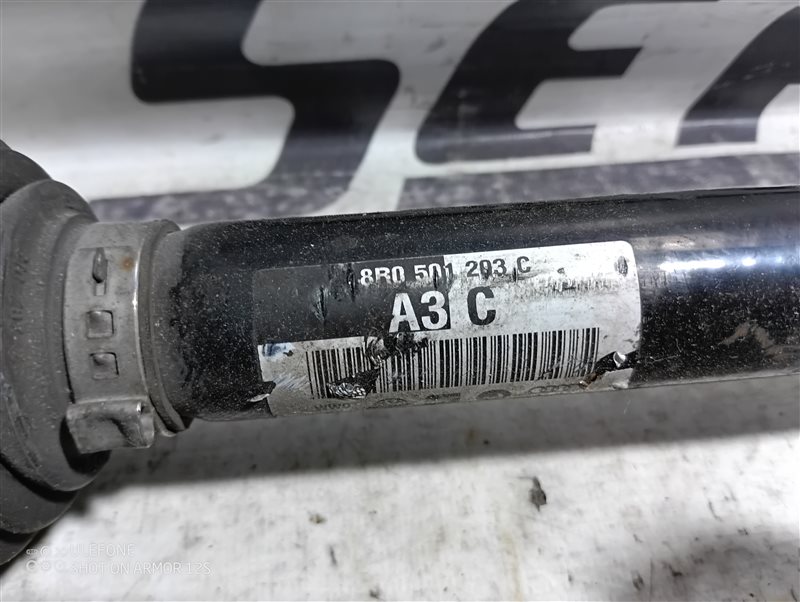 8R0 501 203 C
A3 C
ULEFONE
SHOT ON ARMOR 12S